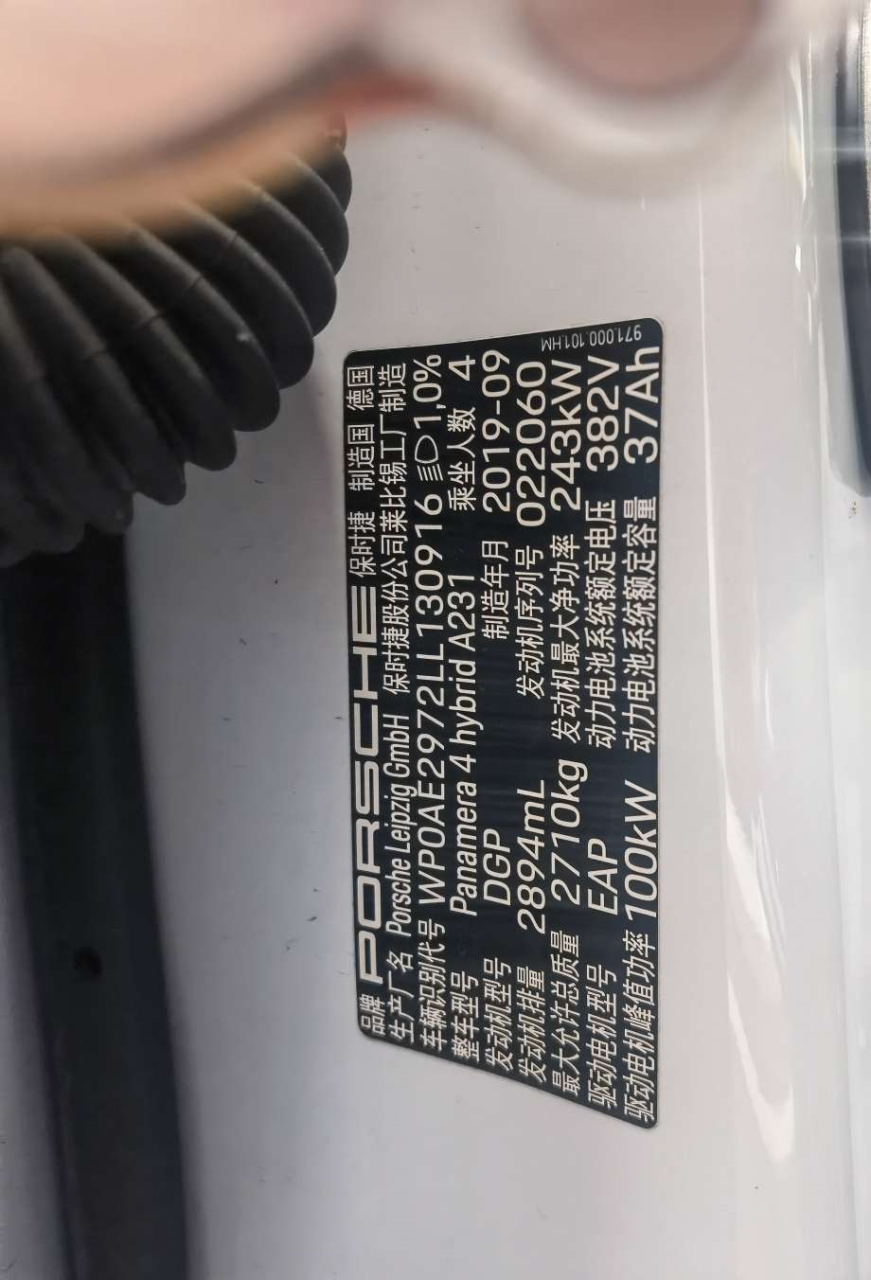 品牌 PORSCHE 保时捷 制造国 德国
生产厂名 Porsche Leipzig GmbH 保时捷股份公司莱比锡工厂制造
车辆识别代号 WP0AE2972LL130916 1,0%
整车型号 Panamera 4 hybrid A231 乘坐人数 4
发动机型号 DGP 制造年月 2019-09
发动机排量 2894mL 发动机序列号 022060
最大允许总质量 2710kg 发动机最大净功率 243kW
驱动电机型号 EAP 动力电池系统额定电压 382V
驱动电机峰值功率 100kW 动力电池系统额定容量 37Ah
971.000.101.HM